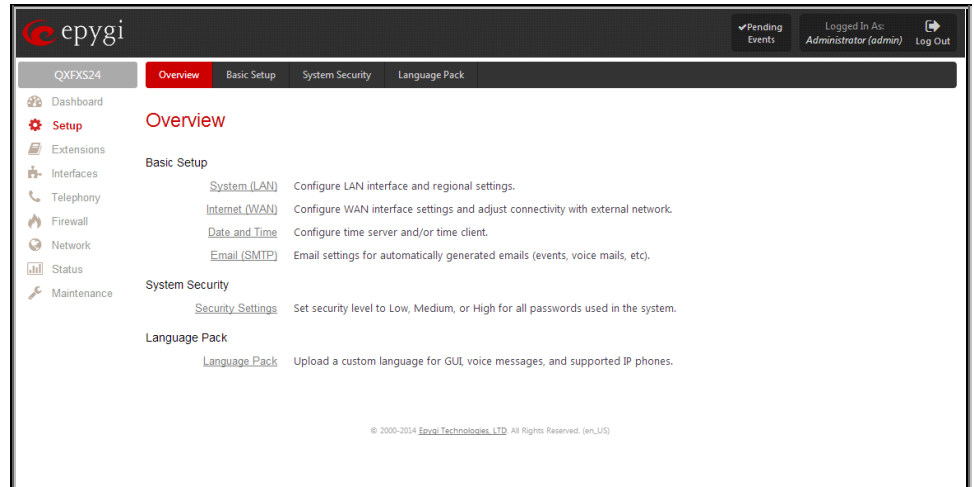 epygi
✔Pending
Events
Logged In As:
Administrator (admin)
Log Out
QXFXS24
Overview Basic Setup System Security Language Pack
Dashboard
Setup
Extensions
Interfaces
Telephony
Firewall
Network
Status
Maintenance
Overview
Basic Setup
System (LAN) Configure LAN interface and regional settings.
Internet (WAN) Configure WAN interface settings and adjust connectivity with external network.
Date and Time Configure time server and/or time client.
Email (SMTP) Email settings for automatically generated emails (events, voice mails, etc).
System Security
Security Settings Set security level to Low, Medium, or High for all passwords used in the system.
Language Pack
Language Pack Upload a custom language for GUI, voice messages, and supported IP phones.
© 2000-2014 Epygi Technologies, LTD. All Rights Reserved. (en_US)